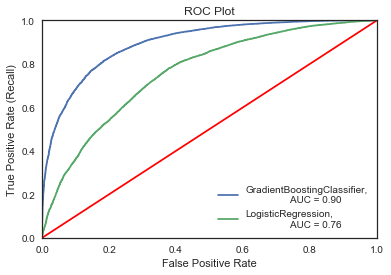 ROC Plot
True Positive Rate (Recall)
1.0
0.8
0.6
0.4
0.2
0.0
GradientBoostingClassifier,
AUC = 0.90
LogisticRegression,
AUC = 0.76
0.0 0.2 0.4 0.6 0.8 1.0
False Positive Rate